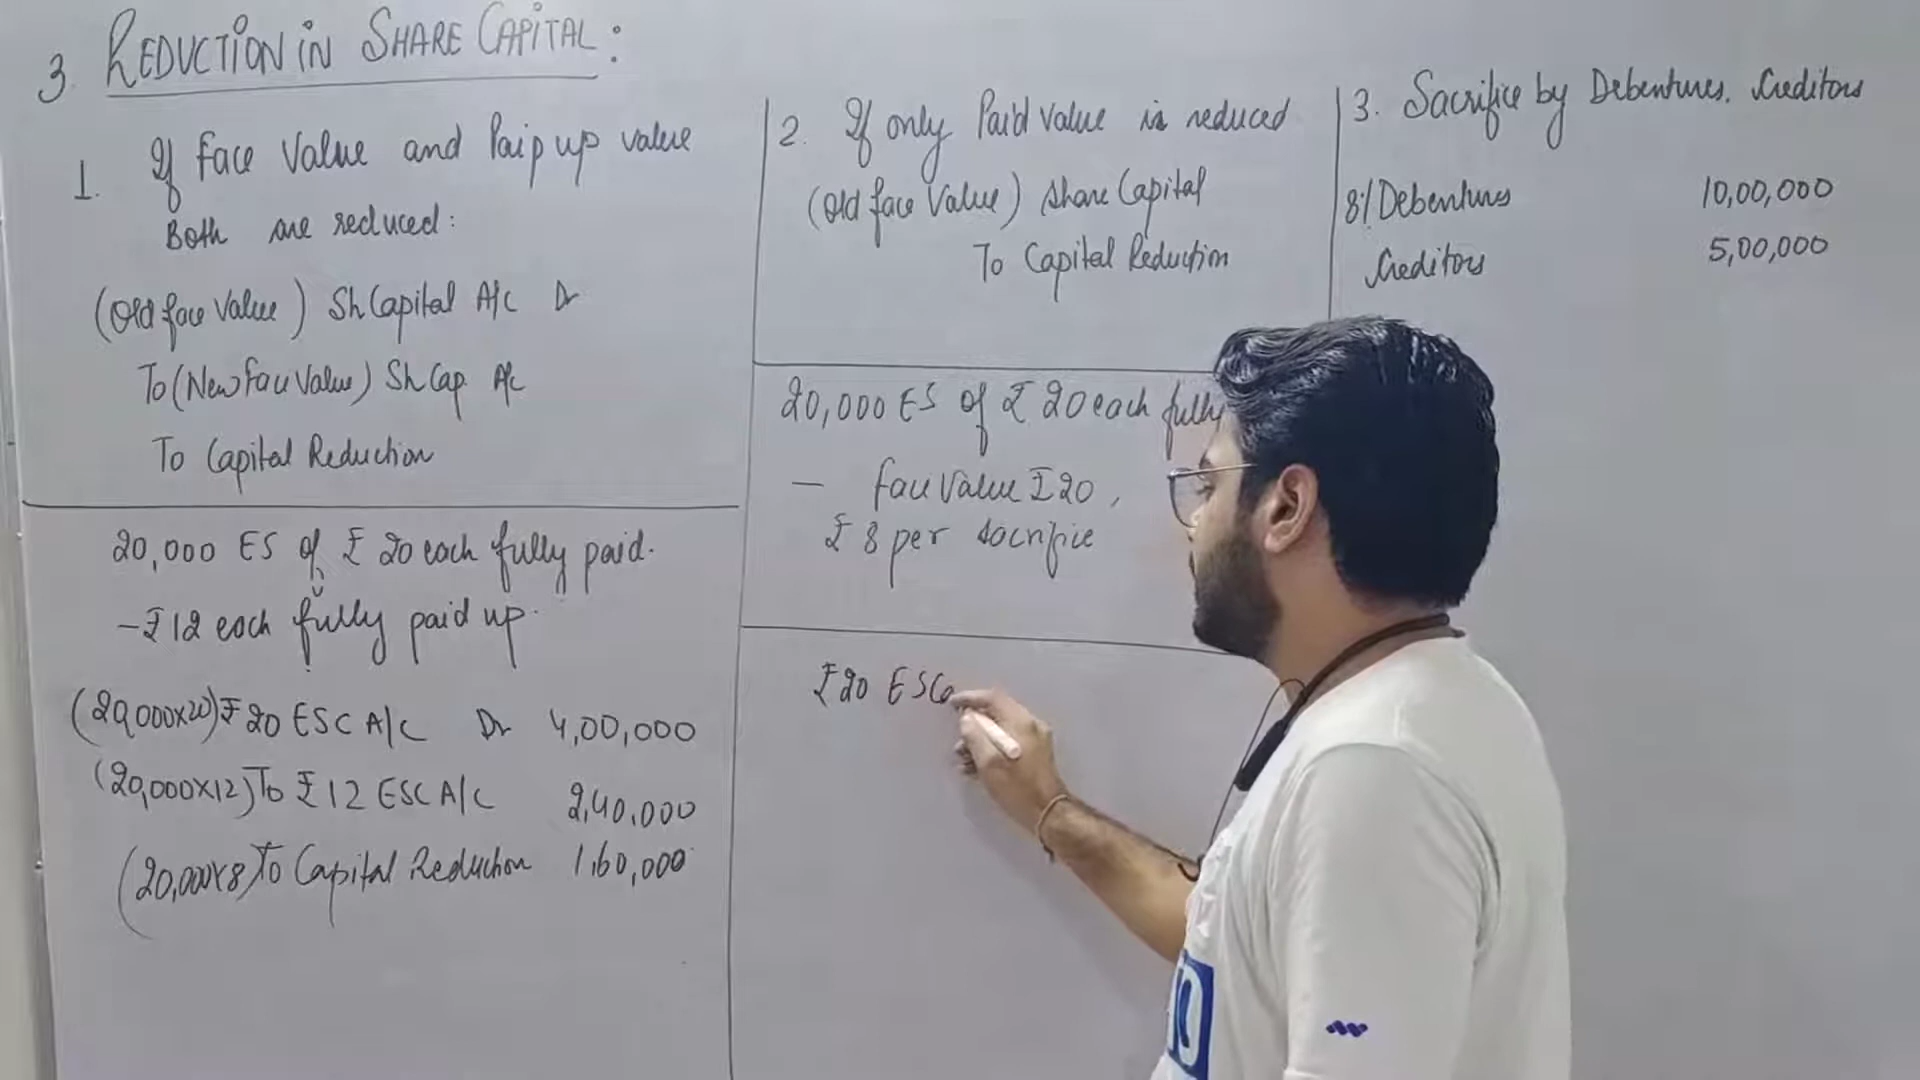 3. REDUCTION IN SHARE CAPITAL:
1. If face Value and Paip up value
Both are reduced:
(Old face Value) Sh Capital A/c Dr
To (New Face Value) Sh Cap. A/c
To Capital Reduction
20,000 ES of ₹ 20 each fully paid.
- ₹12 each fully paid up.
(20,000x20) ₹20 ESC A/C Dr 4,00,000
(20,000x12) To ₹12 ESC A/C 2,40,000
(20,000x8) To Capital Reduction 1,60,000
2. If only Paid Value is reduced
(Old face Value) Share Capital
To Capital Reduction
20,000 ES of ₹ 20 each fully
- face Value ₹20,
₹ 8 per sacrifice
₹20 ESC
3. Sacrifice by Debentures, Creditors
8% Debentures 10,00,000
Creditors 5,00,000